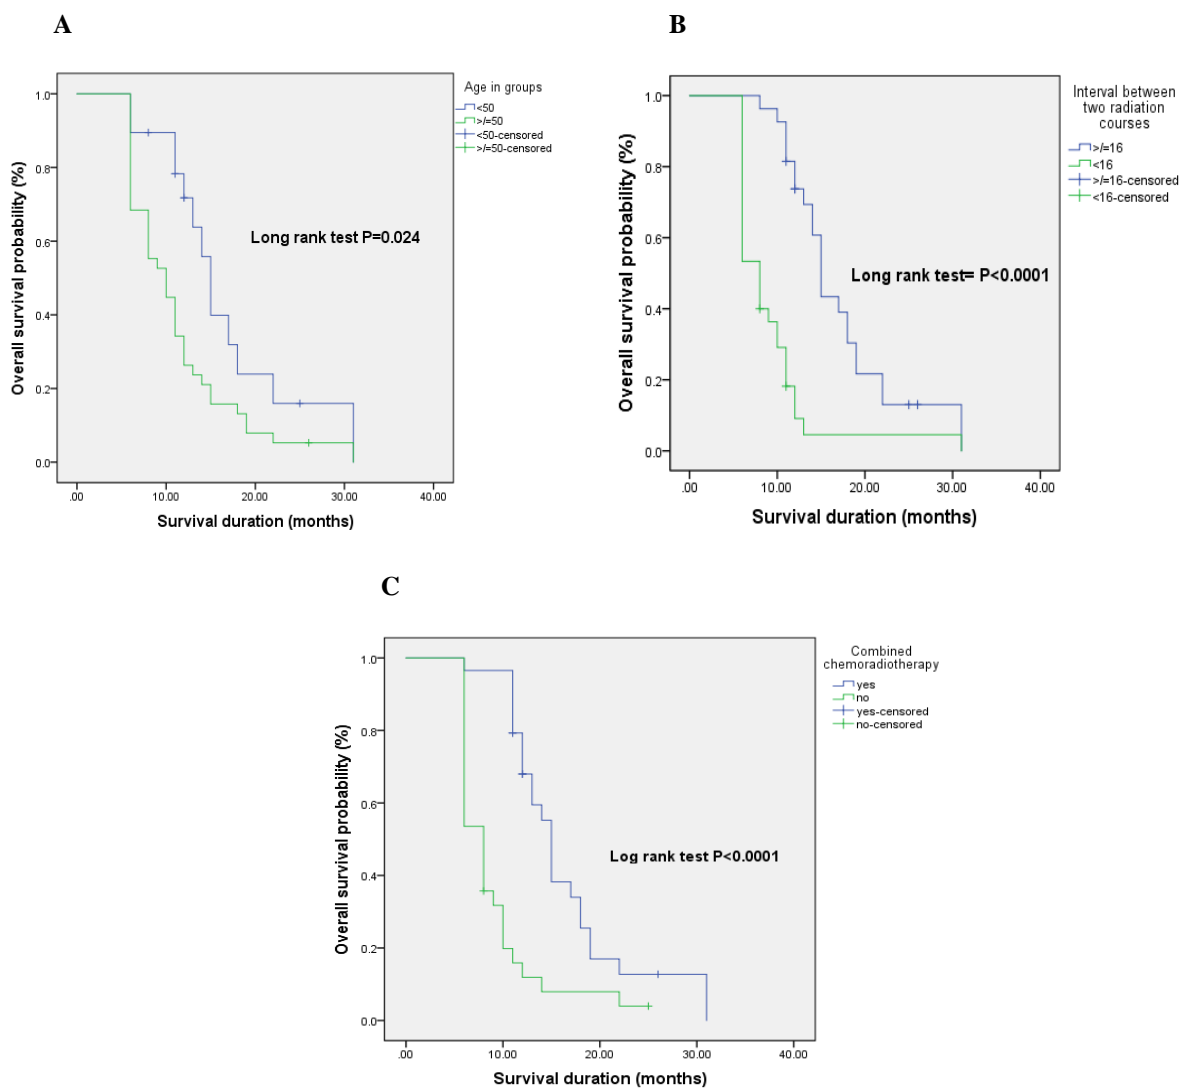 A
Age in groups
<50
>/=50
<50-censored
>/=50-censored
Overall survival probability (%)
1.0
0.8
0.6
0.4
0.2
0.0
Long rank test P=0.024
.00 10.00 20.00 30.00 40.00
Survival duration (months)
B
Interval between
two radiation
courses
>/=16
<16
>/=16-censored
<16-censored
Overall survival probability (%)
1.0
0.8
0.6
0.4
0.2
0.0
Long rank test= P<0.0001
.00 10.00 20.00 30.00 40.00
Survival duration (months)
C
Combined
chemoradiotherapy
yes
no
yes-censored
no-censored
Overall survival probability (%)
1.0
0.8
0.6
0.4
0.2
0.0
Log rank test P<0.0001
.00 10.00 20.00 30.00 40.00
Survival duration (months)